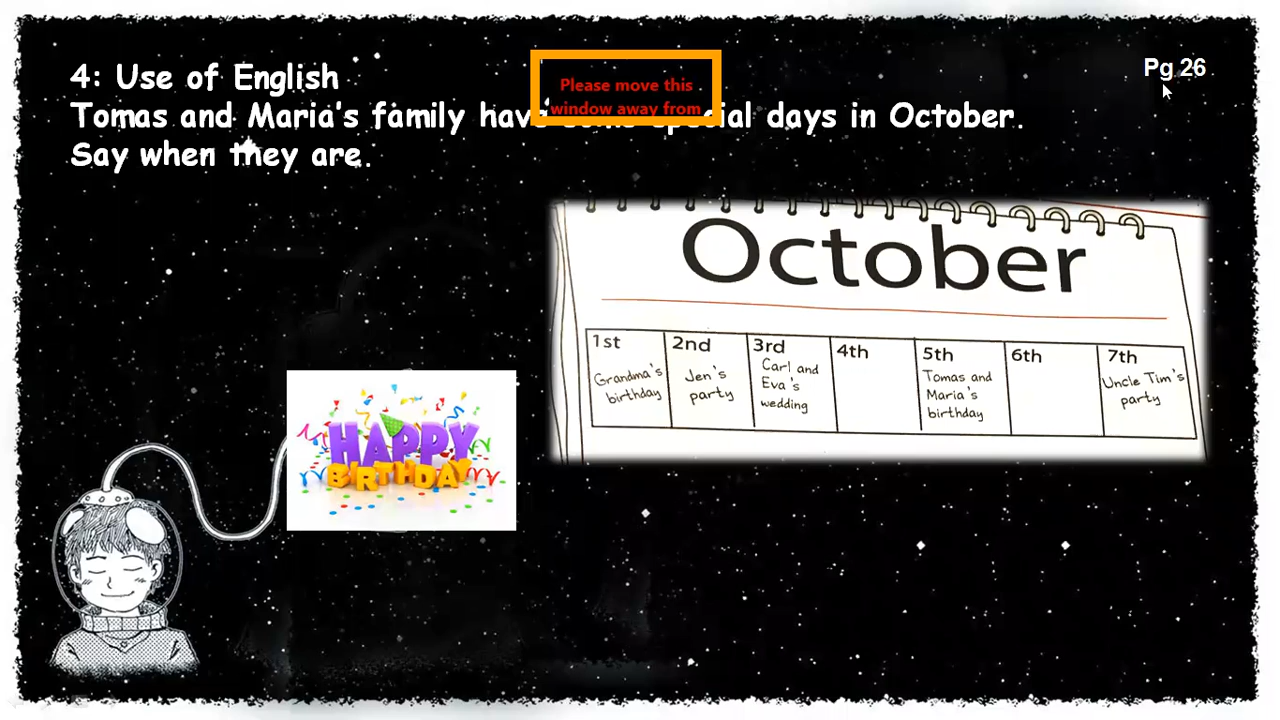 4: Use of English
Pg 26
Please move this
window away from
Tomas and Maria's family have some special days in October.
Say when they are.
October
1st
Grandma's
birthday
2nd
Jen's
party
3rd
Carl and
Eva's
wedding
4th
5th
Tomas and
Maria's
birthday
6th
7th
Uncle Tim's
party
HAPPY
BIRTHDAY